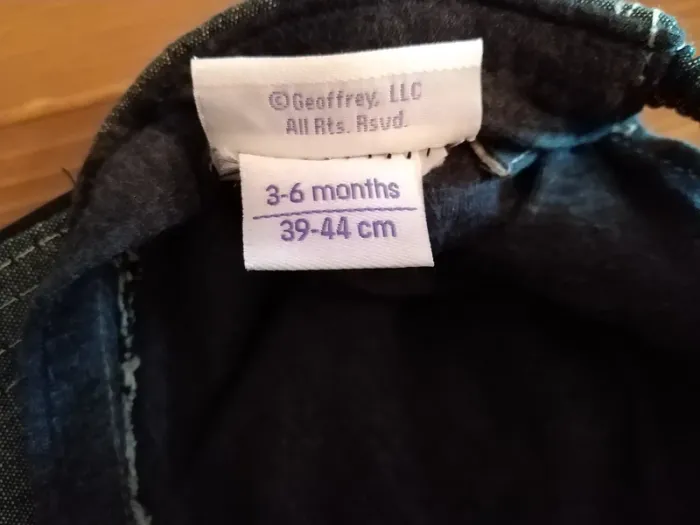 ©Geoffrey, LLC
All Rts. Rsvd.
3-6 months
39-44 cm